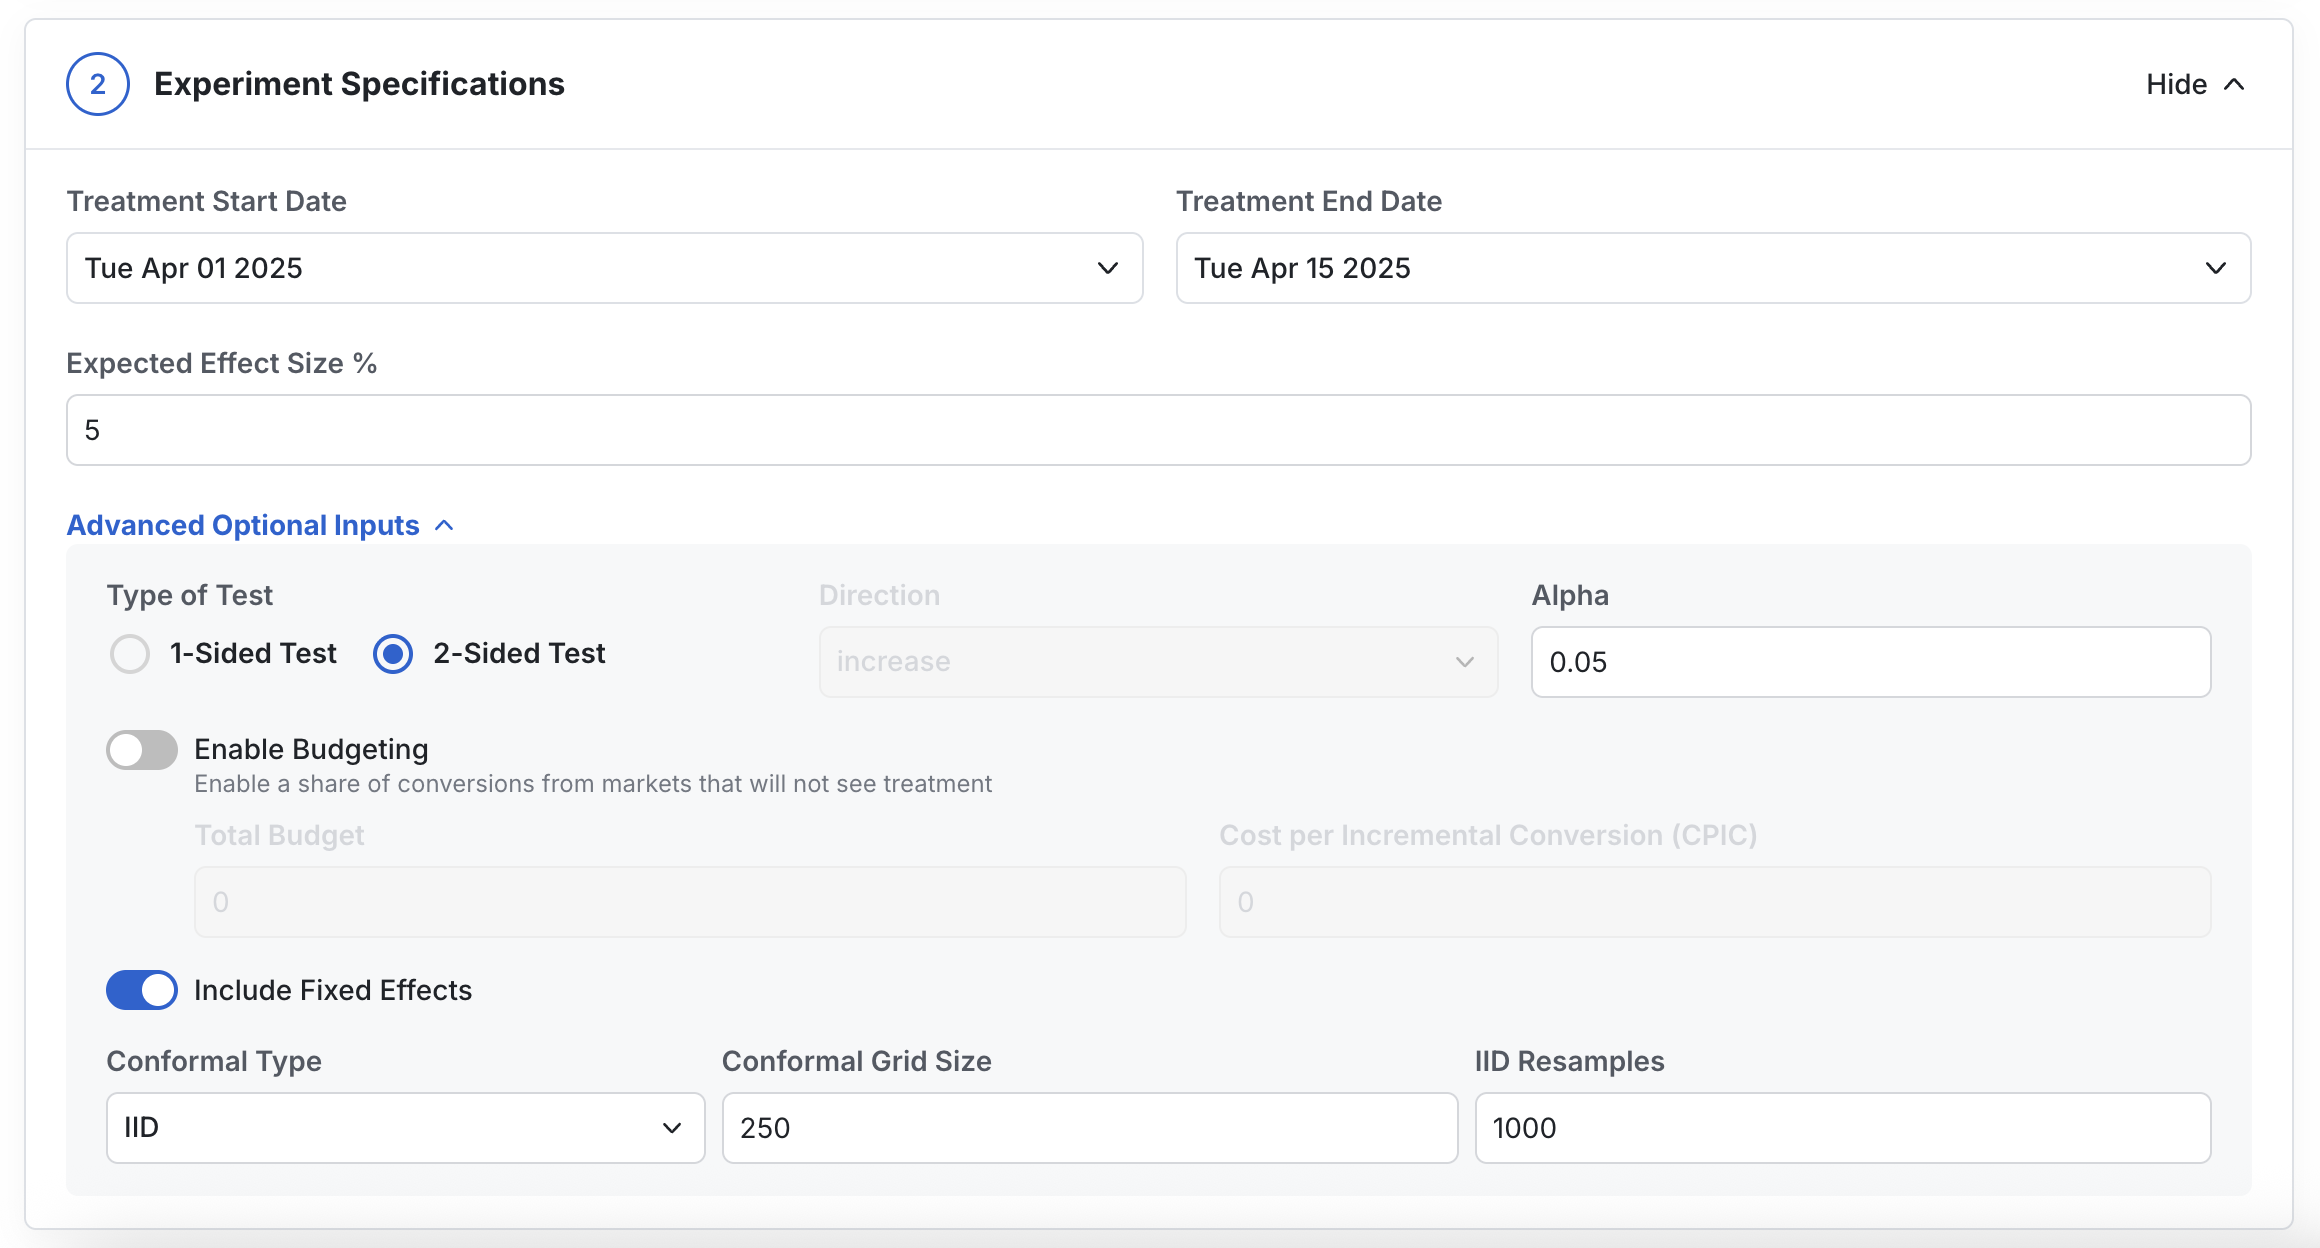 2
Experiment Specifications
Hide
Treatment Start Date
Treatment End Date
Tue Apr 01 2025
Tue Apr 15 2025
Expected Effect Size %
5
Advanced Optional Inputs
Type of Test
Direction
Alpha
1-Sided Test
2-Sided Test
increase
0.05
Enable Budgeting
Enable a share of conversions from markets that will not see treatment
Total Budget
Cost per Incremental Conversion (CPIC)
0
0
Include Fixed Effects
Conformal Type
Conformal Grid Size
IID Resamples
IID
250
1000